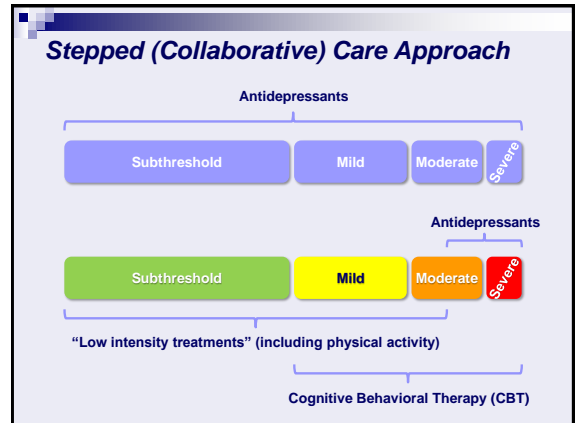 Stepped (Collaborative) Care Approach
Antidepressants
Subthreshold Mild Moderate Severe
Antidepressants
Subthreshold Mild Moderate Severe
“Low intensity treatments” (including physical activity)
Cognitive Behavioral Therapy (CBT)